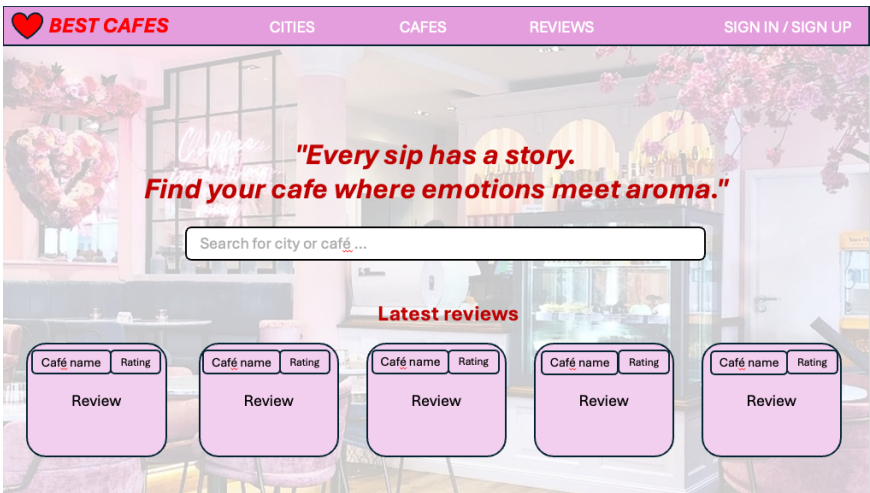 BEST CAFES
CITIES
CAFES
REVIEWS
SIGN IN / SIGN UP
Coffee
"Every sip has a story.
Find your cafe where emotions meet aroma."
Search for city or café ...
Latest reviews
Café name
Rating
Review
Café name
Rating
Review
Café name
Rating
Review
Café name
Rating
Review
Café name
Rating
Review